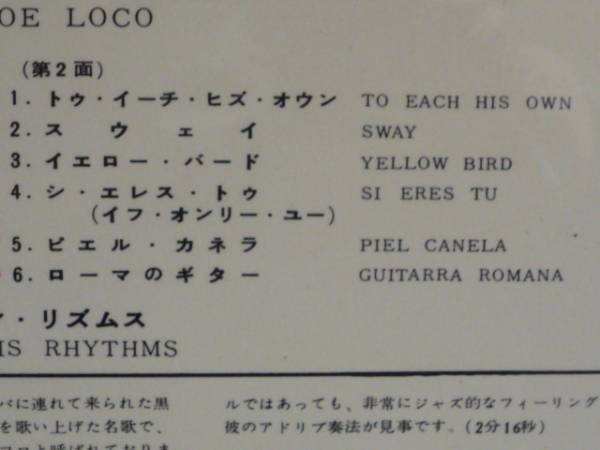 OE LOCO
(第2面)
1. トゥ・イーチ・ヒズ・オウン TO EACH HIS OWN
2. スウェイ SWAY
3. イエロー・バード YELLOW BIRD
4. シ・エレス・トゥ SI ERES TU
(イフ・オンリー・ユー)
5. ピエル・カネラ PIEL CANELA
6. ローマのギター GUITARRA ROMANA
・リズムス
IS RHYTHMS
バに連れて来られた黒
を歌い上げた名歌で、
ルではあっても、非常にジャズ的なフィーリング
彼のアドリブ奏法が見事です。(2分16秒)